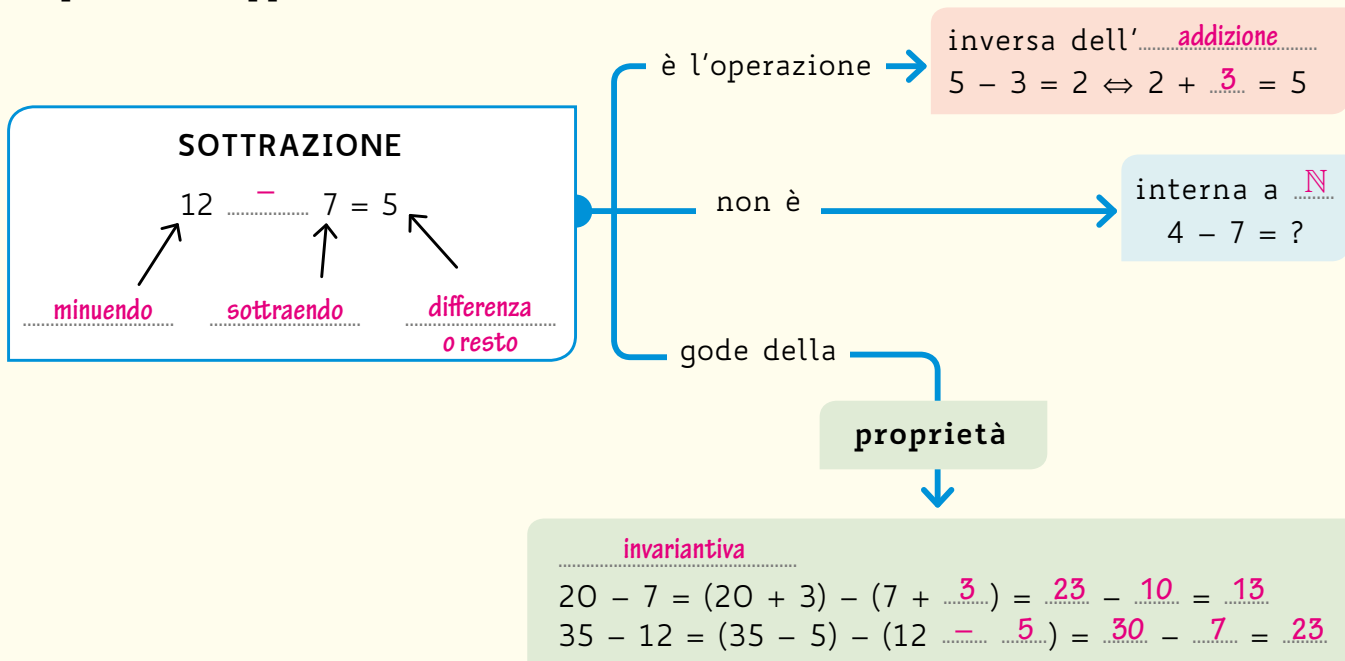 SOTTRAZIONE
12 – 7 = 5
minuendo sottraendo differenza
o resto
è l'operazione
inversa dell'addizione
5 – 3 = 2 ⇔ 2 + 3 = 5
non è
interna a ℕ
4 – 7 = ?
gode della
proprietà
invariantiva
20 – 7 = (20 + 3) – (7 + 3) = 23 – 10 = 13
35 – 12 = (35 – 5) – (12 – 5) = 30 – 7 = 23